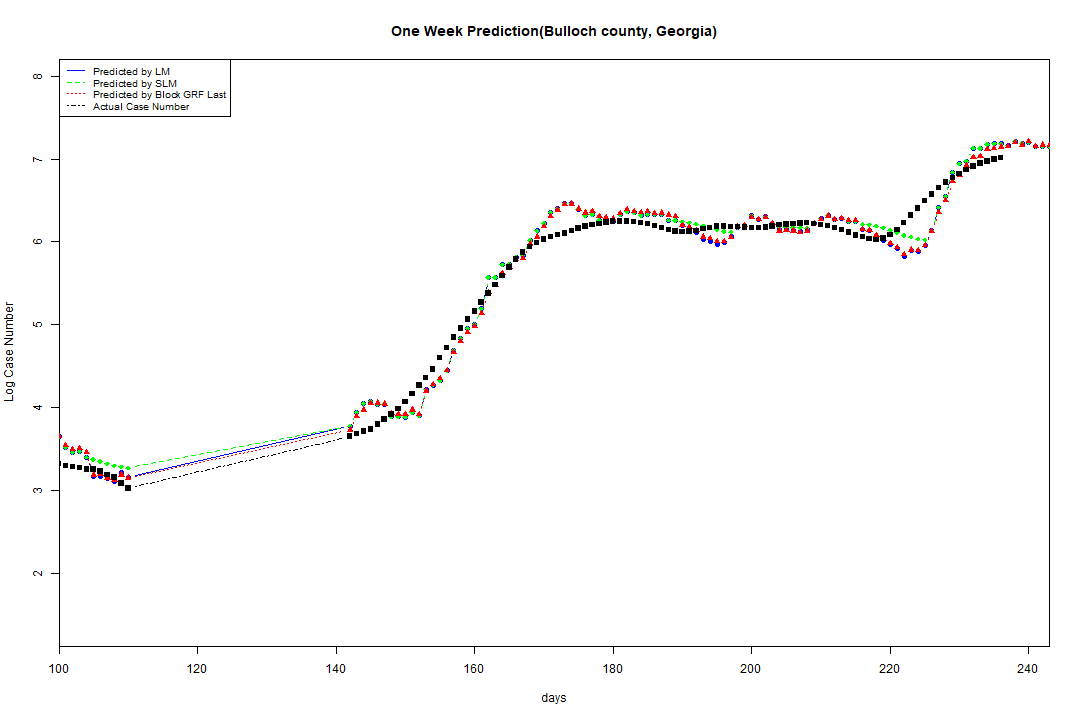 One Week Prediction(Bulloch county, Georgia)
Predicted by LM
Predicted by SLM
Predicted by Block GRF Last
Actual Case Number
8
7
6
5
4
3
2
Log Case Number
100 120 140 160 180 200 220 240
days